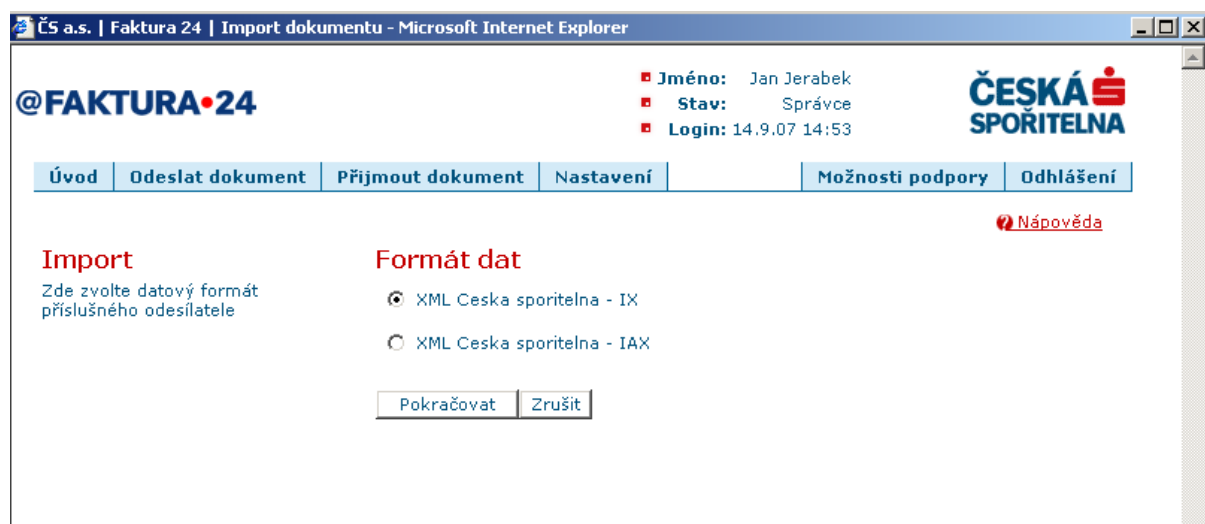 ČS a.s. | Faktura 24 | Import dokumentu - Microsoft Internet Explorer
@FAKTURA•24
Jméno: Jan Jerabek
Stav: Správce
Login: 14.9.07 14:53
ČESKÁ
SPOŘITELNA
Úvod Odeslat dokument Přijmout dokument Nastavení Možnosti podpory Odhlášení
Nápověda
Import
Zde zvolte datový formát
příslušného odesílatele
Formát dat
XML Ceska sporitelna - IX
XML Ceska sporitelna - IAX
Pokračovat Zrušit